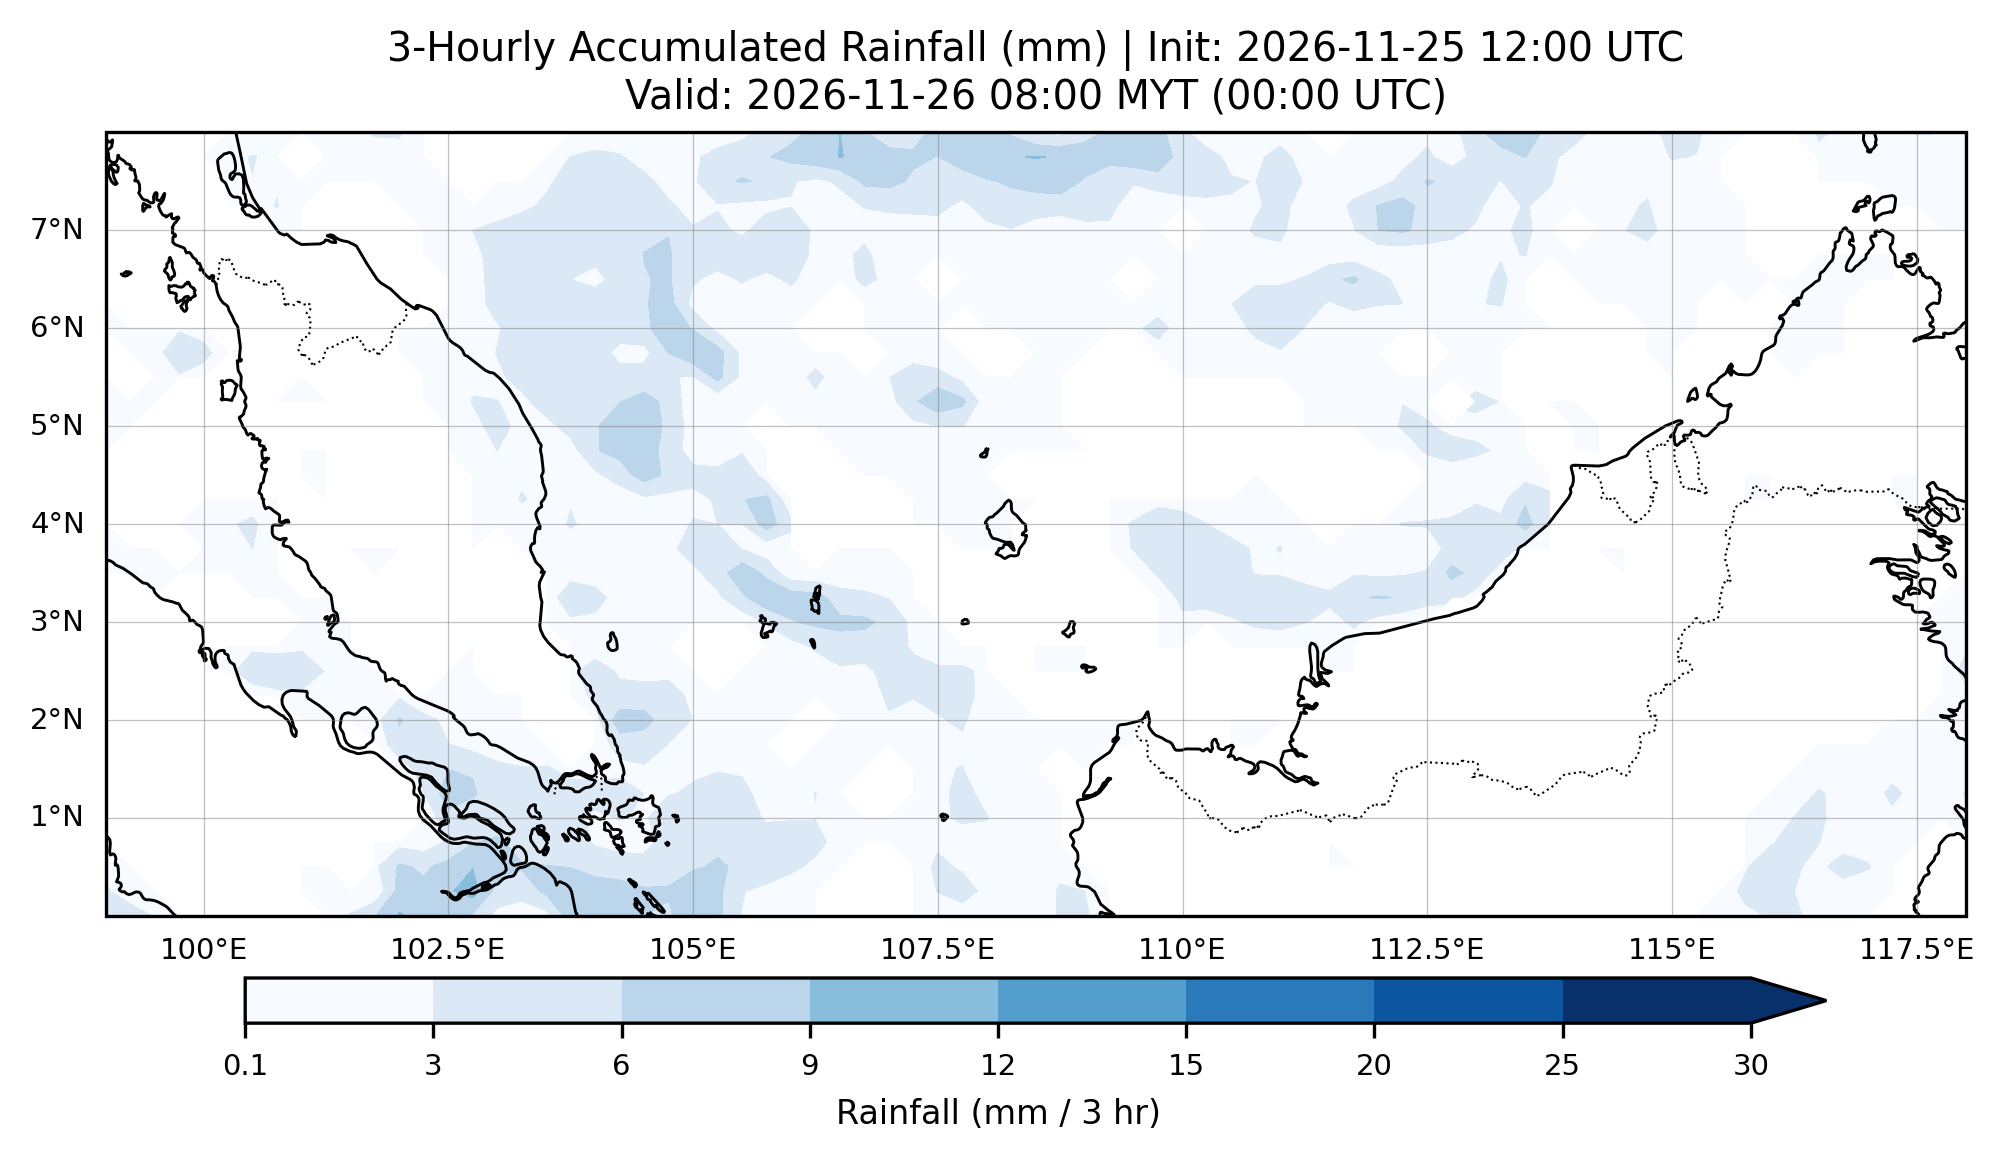 3-Hourly Accumulated Rainfall (mm) | Init: 2026-11-25 12:00 UTC
Valid: 2026-11-26 08:00 MYT (00:00 UTC)
7°N
6°N
5°N
4°N
3°N
2°N
1°N
100°E 102.5°E 105°E 107.5°E 110°E 112.5°E 115°E 117.5°E
0.1 3 6 9 12 15 20 25 30
Rainfall (mm / 3 hr)